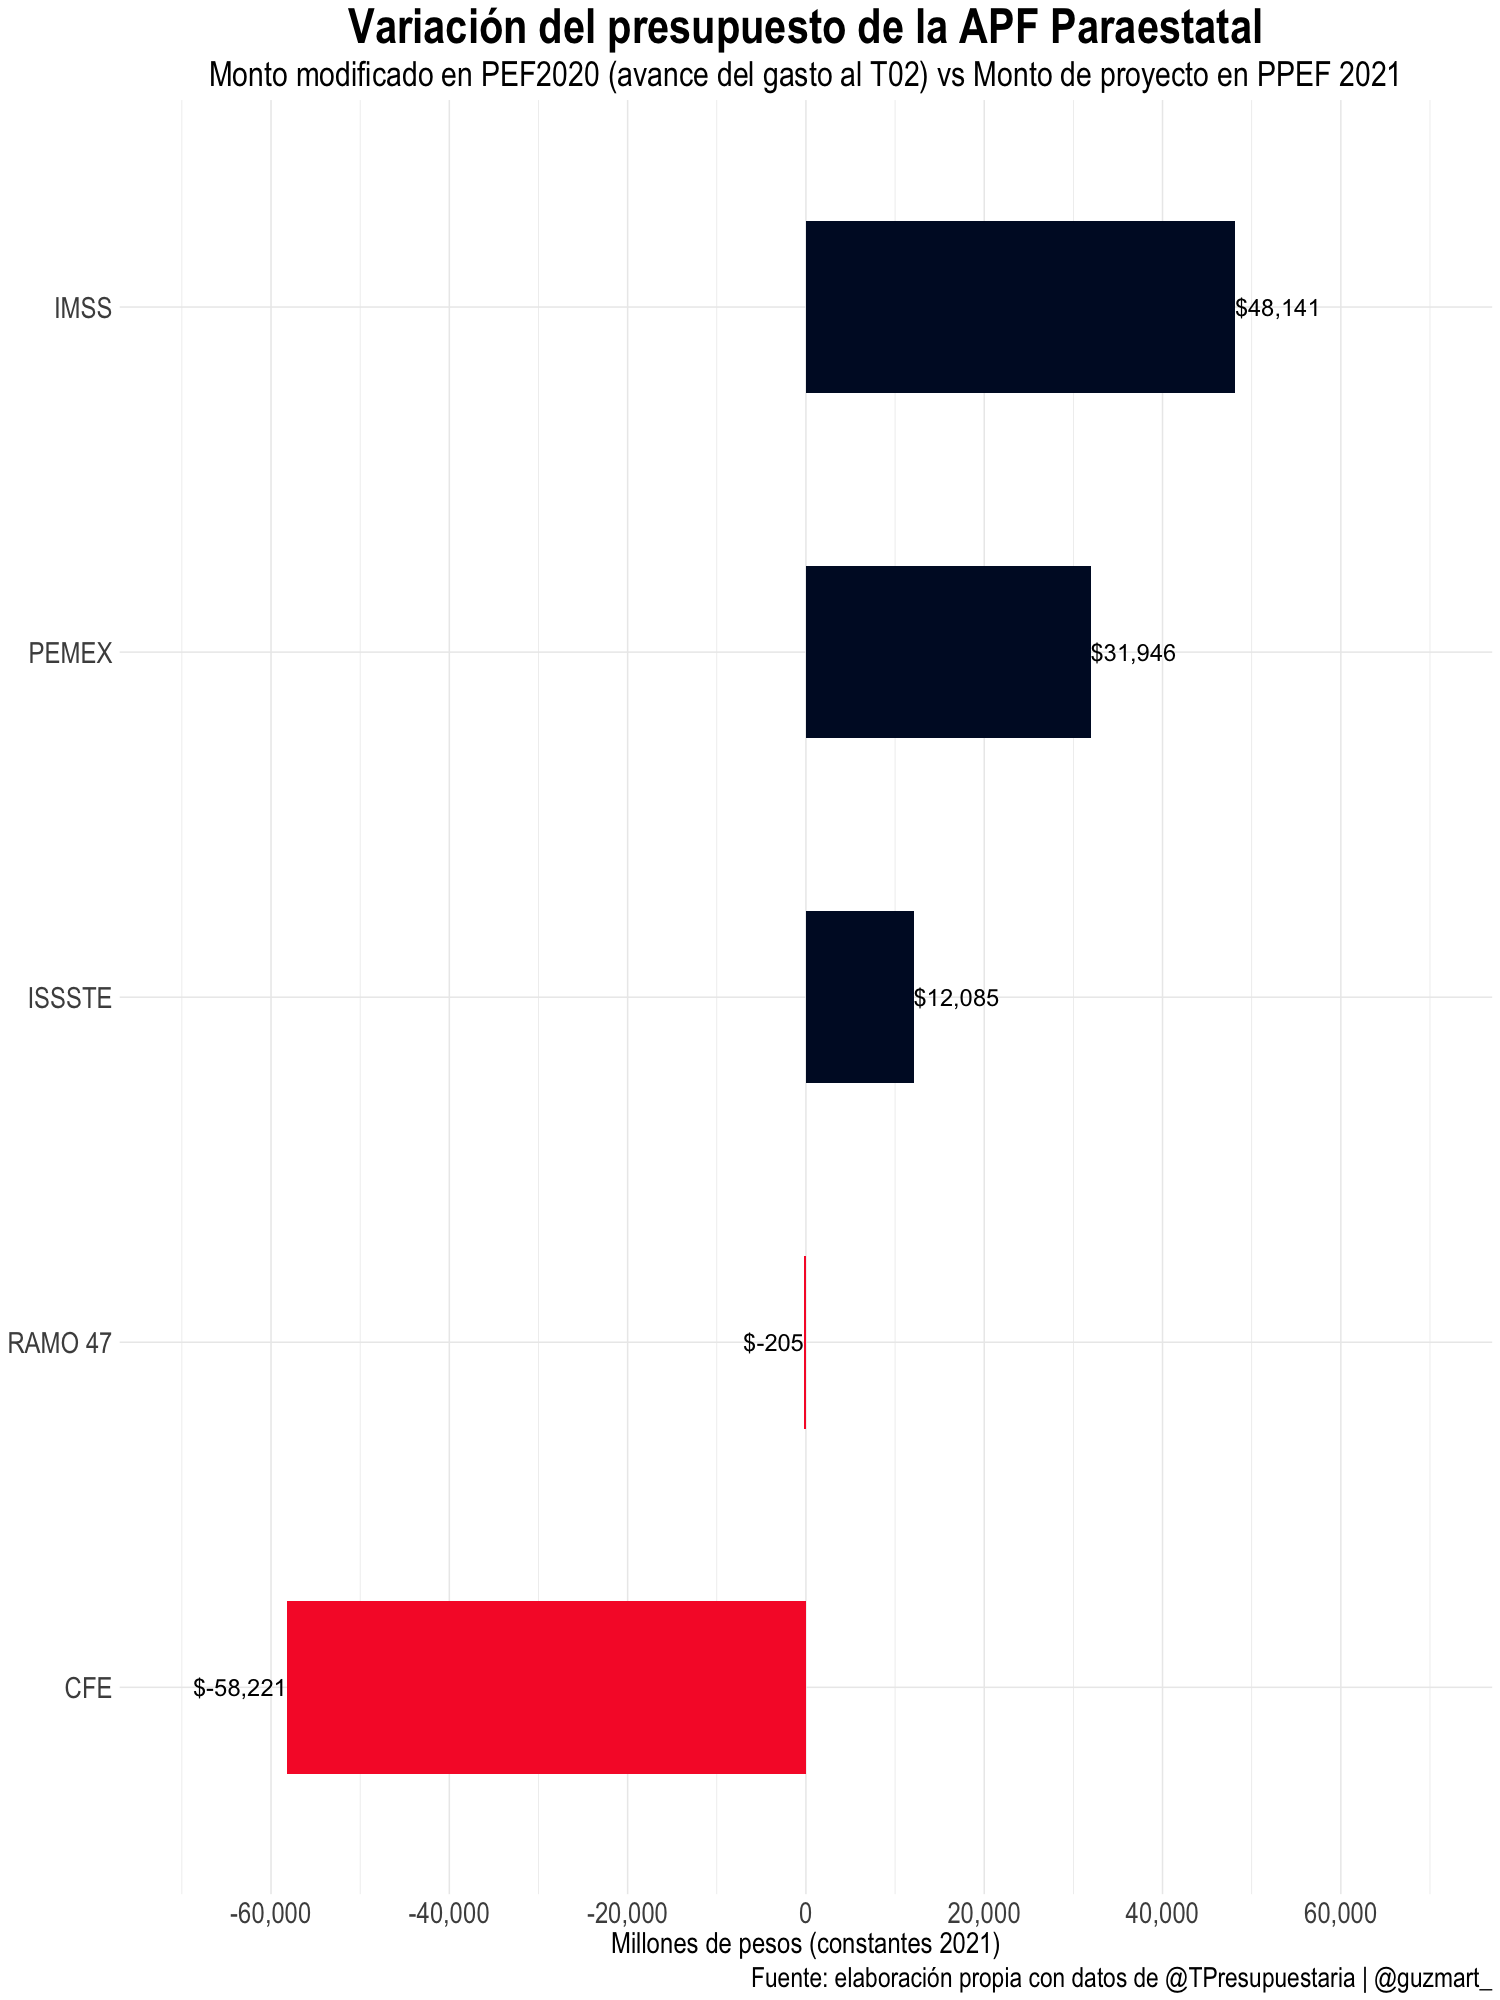 Variación del presupuesto de la APF Paraestatal
Monto modificado en PEF2020 (avance del gasto al T02) vs Monto de proyecto en PPEF 2021
IMSS
$48,141
PEMEX
$31,946
ISSSTE
$12,085
RAMO 47
$-205
CFE
$-58,221
-60,000 -40,000 -20,000 0 20,000 40,000 60,000
Millones de pesos (constantes 2021)
Fuente: elaboración propia con datos de @TPresupuestaria | @guzmart_